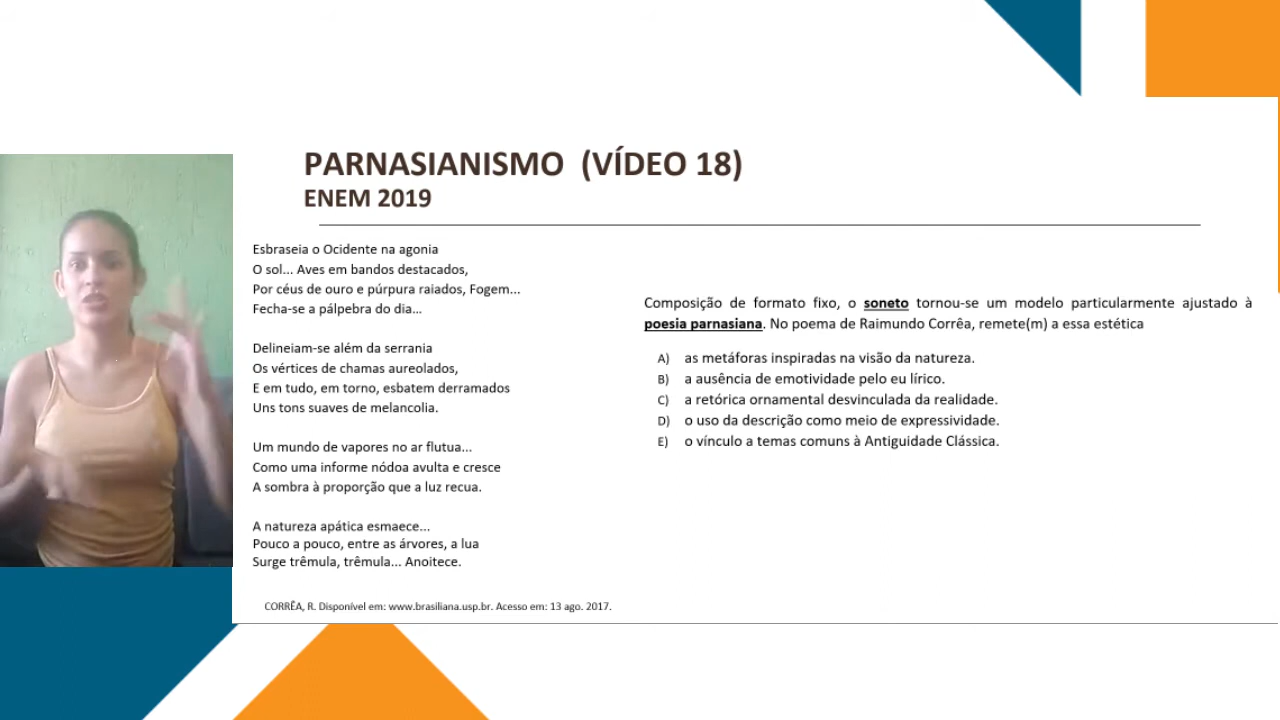 PARNASIANISMO (VÍDEO 18)
ENEM 2019
Esbraseia o Ocidente na agonia
O sol... Aves em bandos destacados,
Por céus de ouro e púrpura raiados, Fogem...
Fecha-se a pálpebra do dia...
Delineiam-se além da serrania
Os vértices de chamas aureolados,
E em tudo, em torno, esbatem derramados
Uns tons suaves de melancolia.
Um mundo de vapores no ar flutua...
Como uma informe nódoa avulta e cresce
A sombra à proporção que a luz recua.
A natureza apática esmaece...
Pouco a pouco, entre as árvores, a lua
Surge trêmula, trêmula... Anoitece.
CORRÊA, R. Disponível em: www.brasiliana.usp.br. Acesso em: 13 ago. 2017.
Composição de formato fixo, o soneto tornou-se um modelo particularmente ajustado à
poesia parnasiana. No poema de Raimundo Corrêa, remete(m) a essa estética
A) as metáforas inspiradas na visão da natureza.
B) a ausência de emotividade pelo eu lírico.
C) a retórica ornamental desvinculada da realidade.
D) o uso da descrição como meio de expressividade.
E) o vínculo a temas comuns à Antiguidade Clássica.